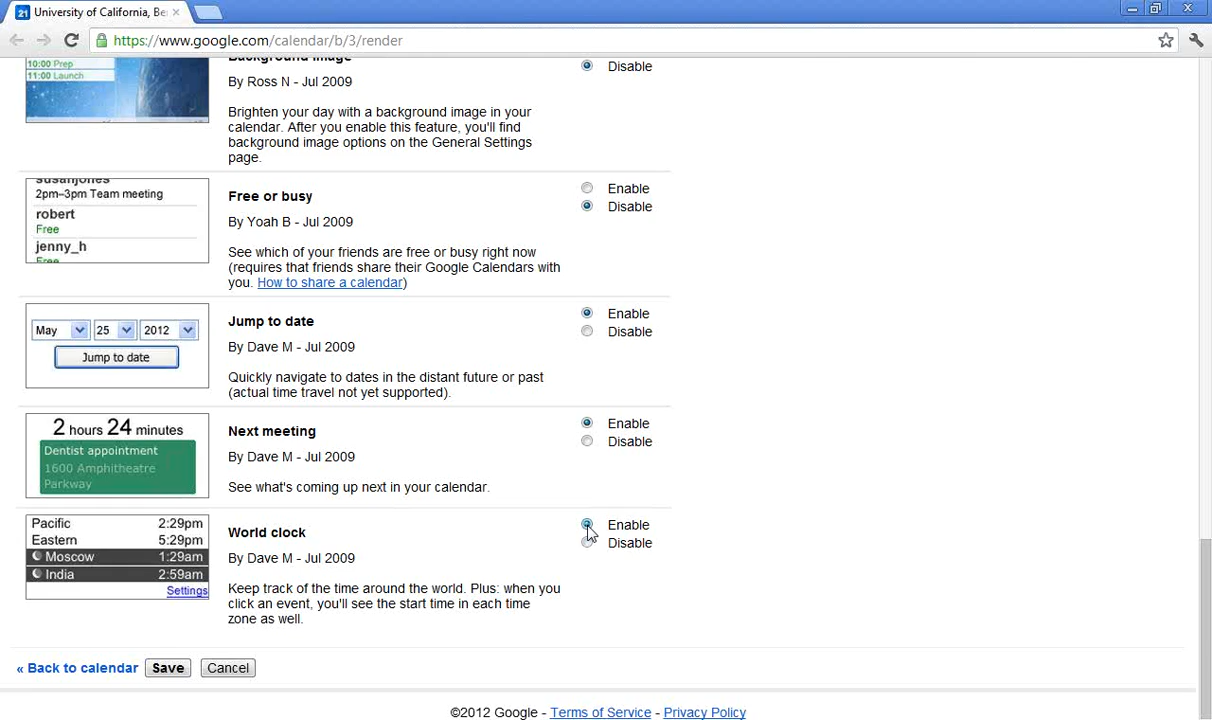 21 University of California, Be
https://www.google.com/calendar/b/3/render
10:00 Prep
11:00 Launch
Background image
Disable
By Ross N - Jul 2009
Brighten your day with a background image in your
calendar. After you enable this feature, you'll find
background image options on the General Settings
page.
susanjones
2pm–3pm Team meeting
robert
Free
jenny_h
Free
Free or busy
Enable
Disable
By Yoah B - Jul 2009
See which of your friends are free or busy right now
(requires that friends share their Google Calendars with
you. How to share a calendar)
May 25 2012
Jump to date
Jump to date
Enable
Disable
By Dave M - Jul 2009
Quickly navigate to dates in the distant future or past
(actual time travel not yet supported).
2 hours 24 minutes
Dentist appointment
1600 Amphitheatre
Parkway
Next meeting
Enable
Disable
By Dave M - Jul 2009
See what's coming up next in your calendar.
Pacific 2:29pm
Eastern 5:29pm
Moscow 1:29am
India 2:59am
Settings
World clock
Enable
Disable
By Dave M - Jul 2009
Keep track of the time around the world. Plus: when you
click an event, you'll see the start time in each time
zone as well.
« Back to calendar Save Cancel
©2012 Google - Terms of Service - Privacy Policy